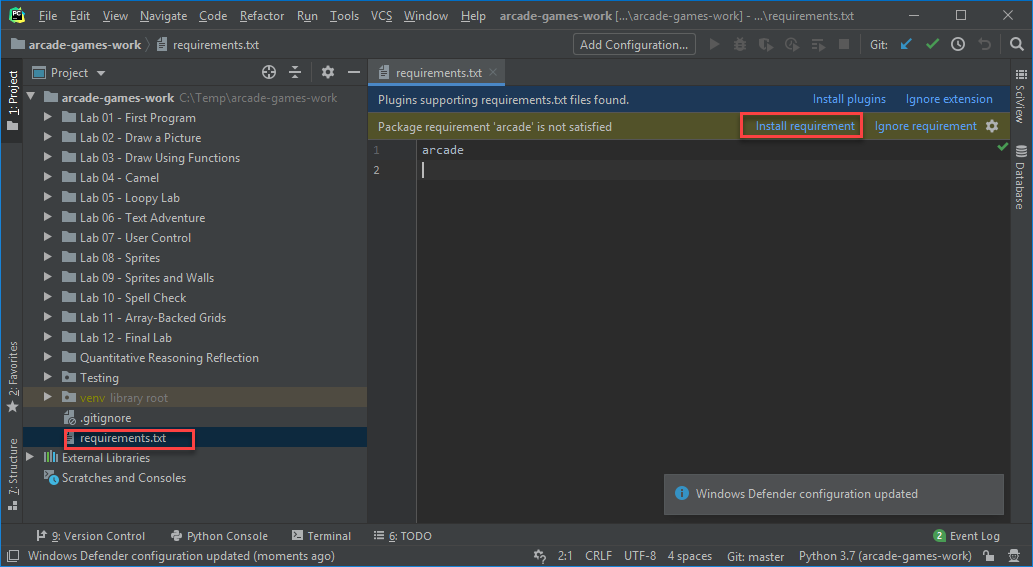 File Edit View Navigate Code Refactor Run Tools VCS Window Help arcade-games-work [...\arcade-games-work] - ...\requirements.txt
arcade-games-work requirements.txt Add Configuration... Git:
Project requirements.txt
Plugins supporting requirements.txt files found. Install plugins Ignore extension
Package requirement 'arcade' is not satisfied Install requirement Ignore requirement
1 arcade
2
1: Project
arcade-games-work C:\Temp\arcade-games-work
Lab 01 - First Program
Lab 02 - Draw a Picture
Lab 03 - Draw Using Functions
Lab 04 - Camel
Lab 05 - Loopy Lab
Lab 06 - Text Adventure
Lab 07 - User Control
Lab 08 - Sprites
Lab 09 - Sprites and Walls
Lab 10 - Spell Check
Lab 11 - Array-Backed Grids
Lab 12 - Final Lab
Quantitative Reasoning Reflection
Testing
venv library root
.gitignore
requirements.txt
External Libraries
Scratches and Consoles
2: Favorites
7: Structure
SciView
Database
Windows Defender configuration updated
9: Version Control Python Console Terminal 6: TODO 2 Event Log
Windows Defender configuration updated (moments ago) 2:1 CRLF UTF-8 4 spaces Git: master Python 3.7 (arcade-games-work)